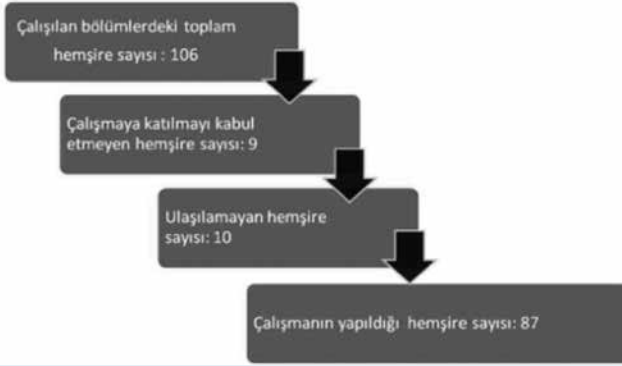 Çalışılan bölümlerdeki toplam
hemşire sayısı : 106
Çalışmaya katılmayı kabul
etmeyen hemşire sayısı: 9
Ulaşılamayan hemşire
sayısı: 10
Çalışmanın yapıldığı hemşire sayısı: 87